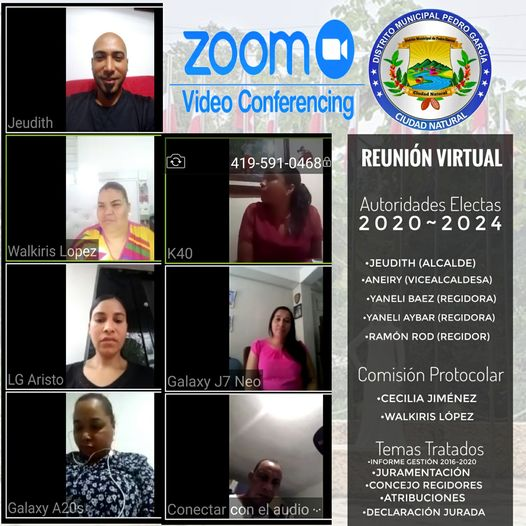 zoom
Video Conferencing
DISTRITO MUNICIPAL PEDRO GARCÍA
Ciudad Natural
CIUDAD NATURAL
Jeudith
Walkiris Lopez
419-591-0468
K40
LG Aristo
Galaxy J7 Neo
Galaxy A20s
Conectar con el audio ···
REUNIÓN VIRTUAL
Autoridades Electas
2020~2024
•JEUDITH (ALCALDE)
•ANEIRY (VICEALCALDESA)
•YANELI BAEZ (REGIDORA)
•YANELI AYBAR (REGIDORA)
•RAMÓN ROD (REGIDOR)
Comisión Protocolar
•CECILIA JIMÉNEZ
•WALKIRIS LÓPEZ
Temas Tratados
•INFORME GESTIÓN 2016-2020
•JURAMENTACIÓN
•CONCEJO REGIDORES
•ATRIBUCIONES
•DECLARACIÓN JURADA